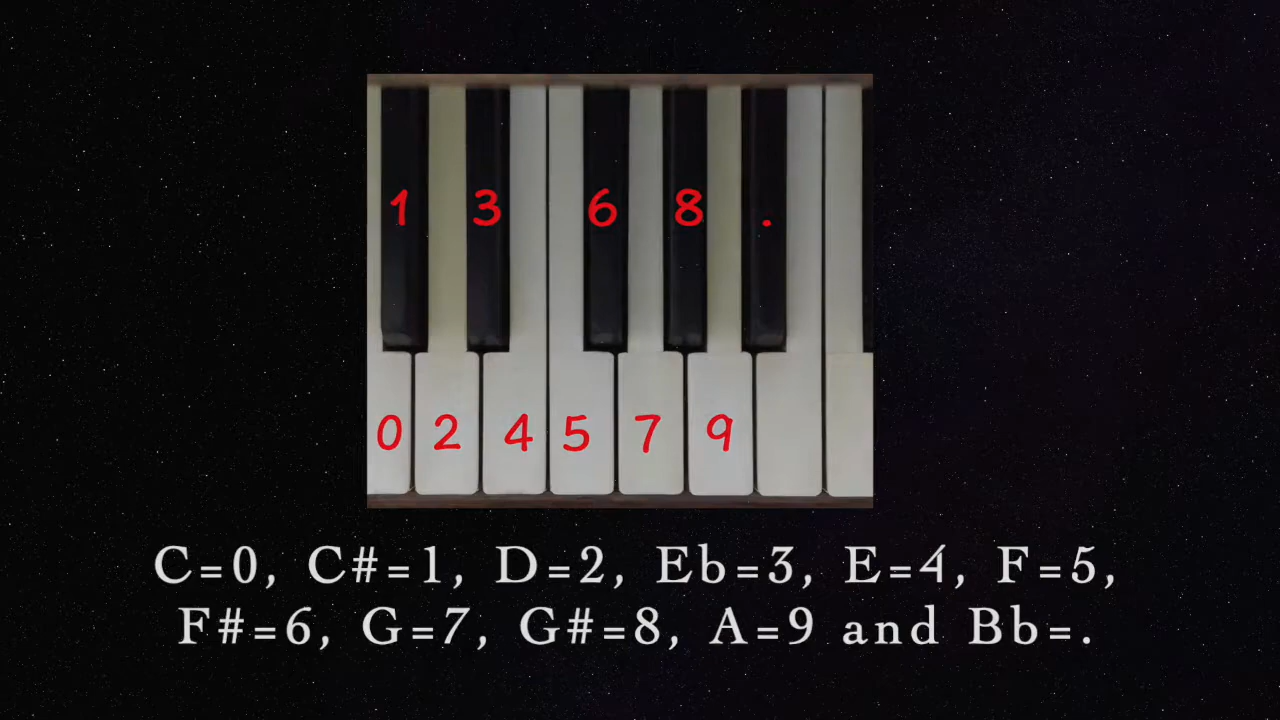 1 3 6 8 .
0 2 4 5 7 9
C=0, C#=1, D=2, Eb=3, E=4, F=5,
F#=6, G=7, G#=8, A=9 and Bb=.